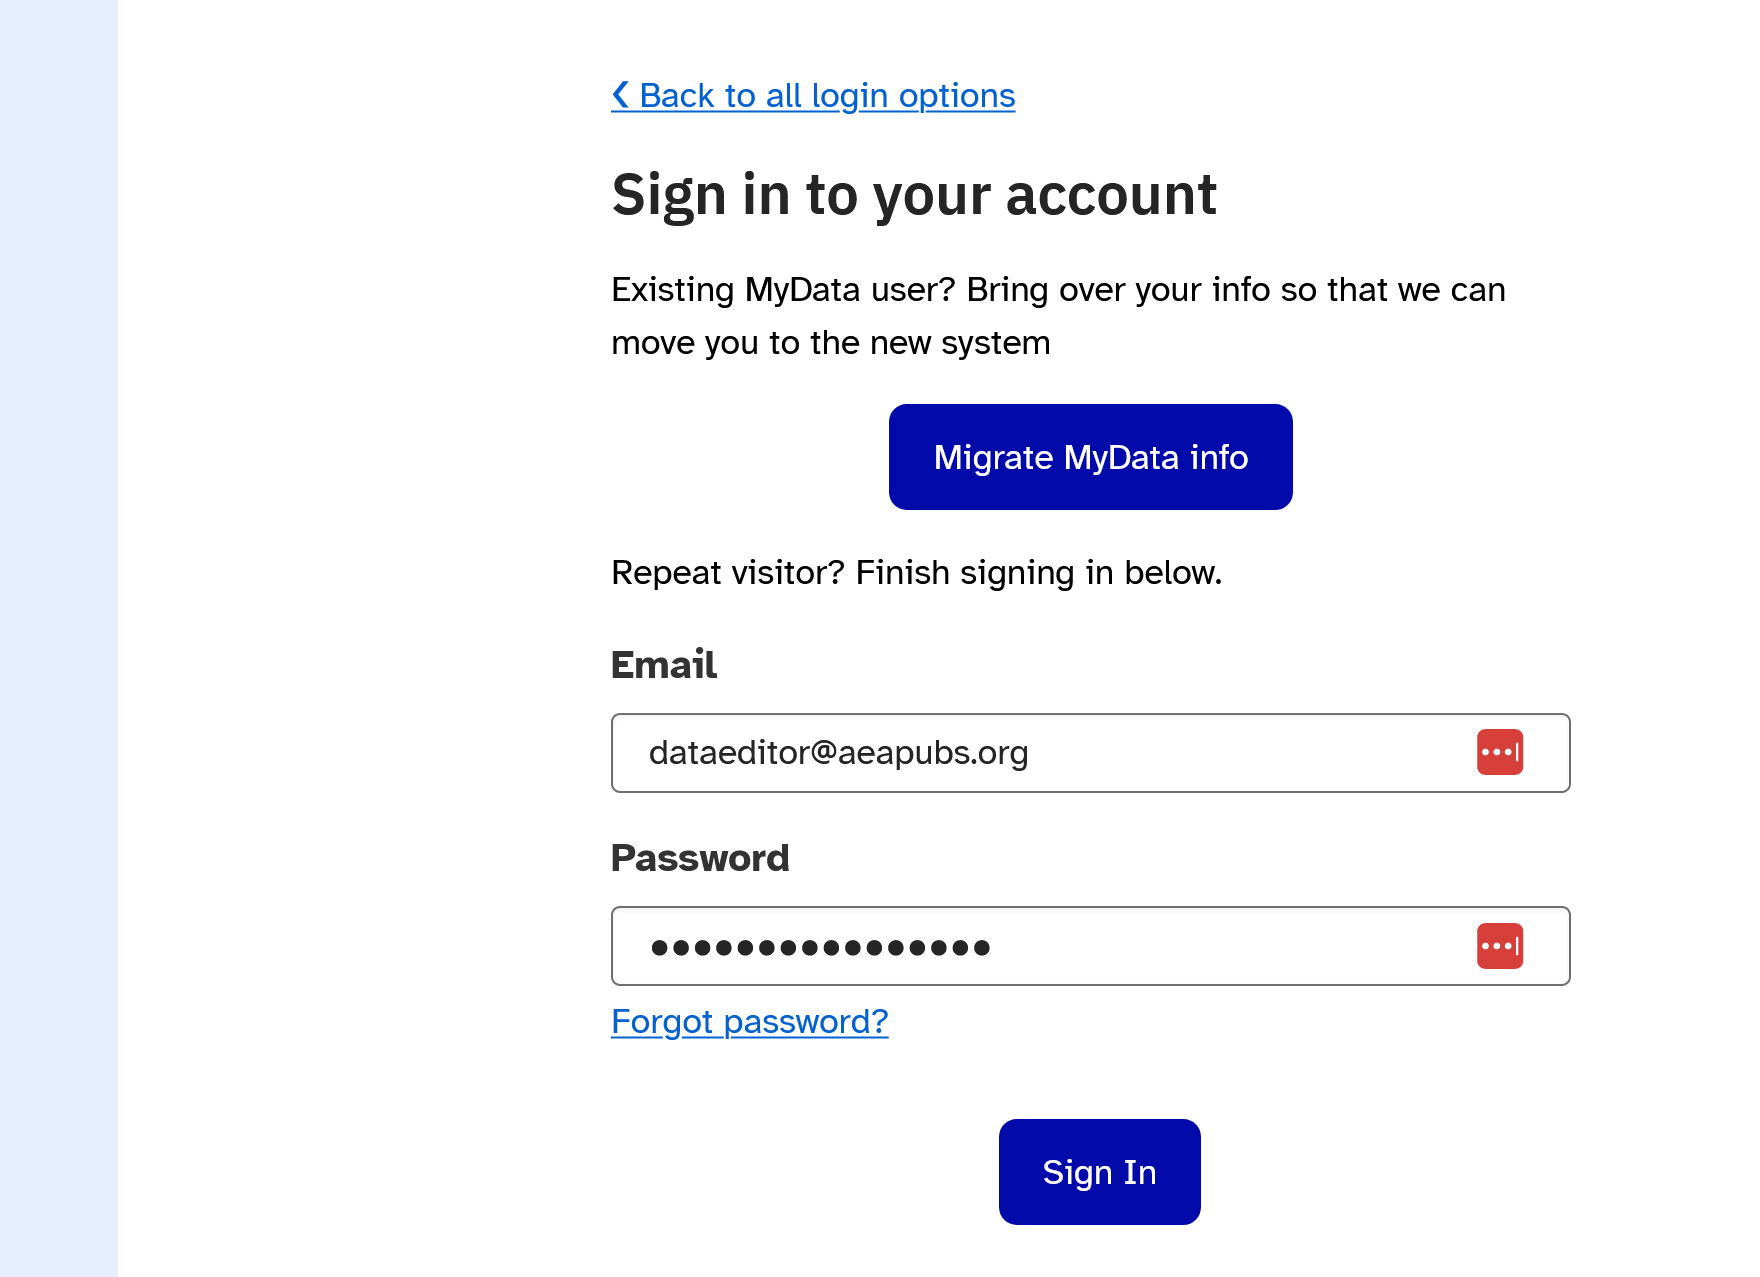 ❮ Back to all login options
Sign in to your account
Existing MyData user? Bring over your info so that we can
move you to the new system
Migrate MyData info
Repeat visitor? Finish signing in below.
Email
dataeditor@aeapubs.org
Password
••••••••••••••••
Forgot password?
Sign In